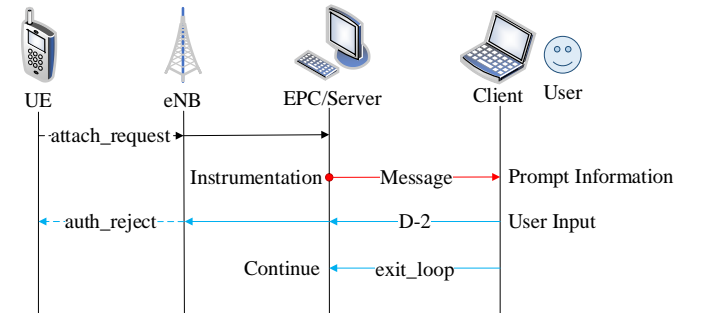 UE
eNB
EPC/Server
Client
User
attach_request
Instrumentation
Message
Prompt Information
auth_reject
D-2
User Input
Continue
exit_loop